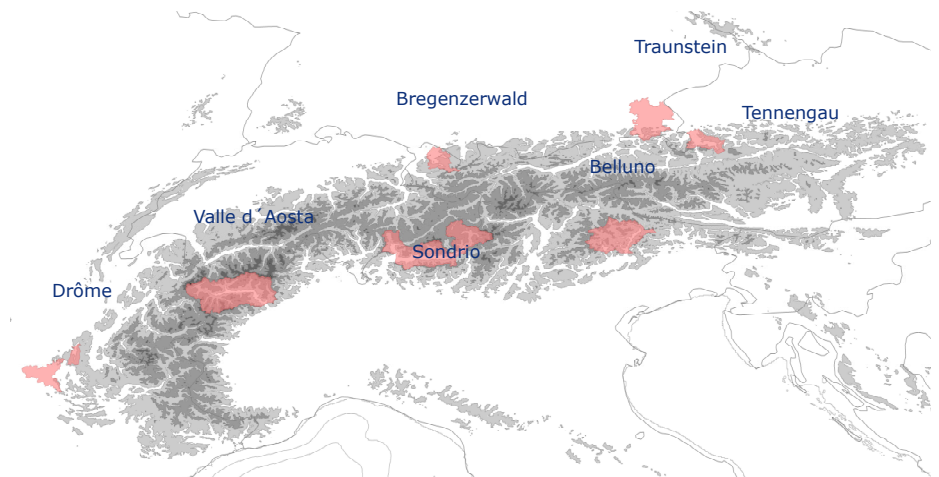 Traunstein
Bregenzerwald
Tennengau
Belluno
Valle d´Aosta
Sondrio
Drôme